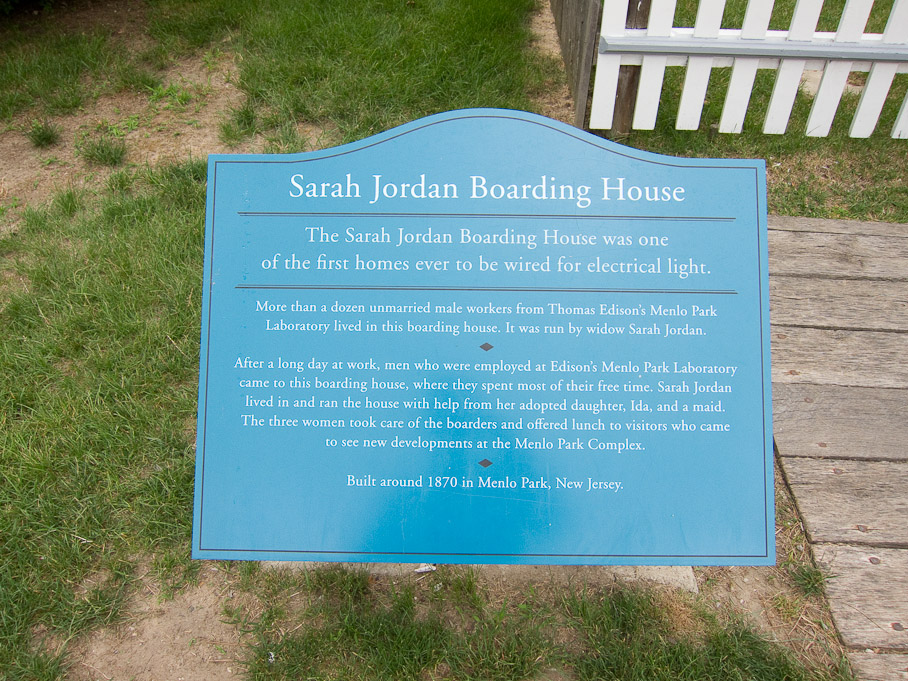 Sarah Jordan Boarding House
The Sarah Jordan Boarding House was one
of the first homes ever to be wired for electrical light.
More than a dozen unmarried male workers from Thomas Edison's Menlo Park
Laboratory lived in this boarding house. It was run by widow Sarah Jordan.
After a long day at work, men who were employed at Edison's Menlo Park Laboratory
came to this boarding house, where they spent most of their free time. Sarah Jordan
lived in and ran the house with help from her adopted daughter, Ida, and a maid.
The three women took care of the boarders and offered lunch to visitors who came
to see new developments at the Menlo Park Complex.
Built around 1870 in Menlo Park, New Jersey.